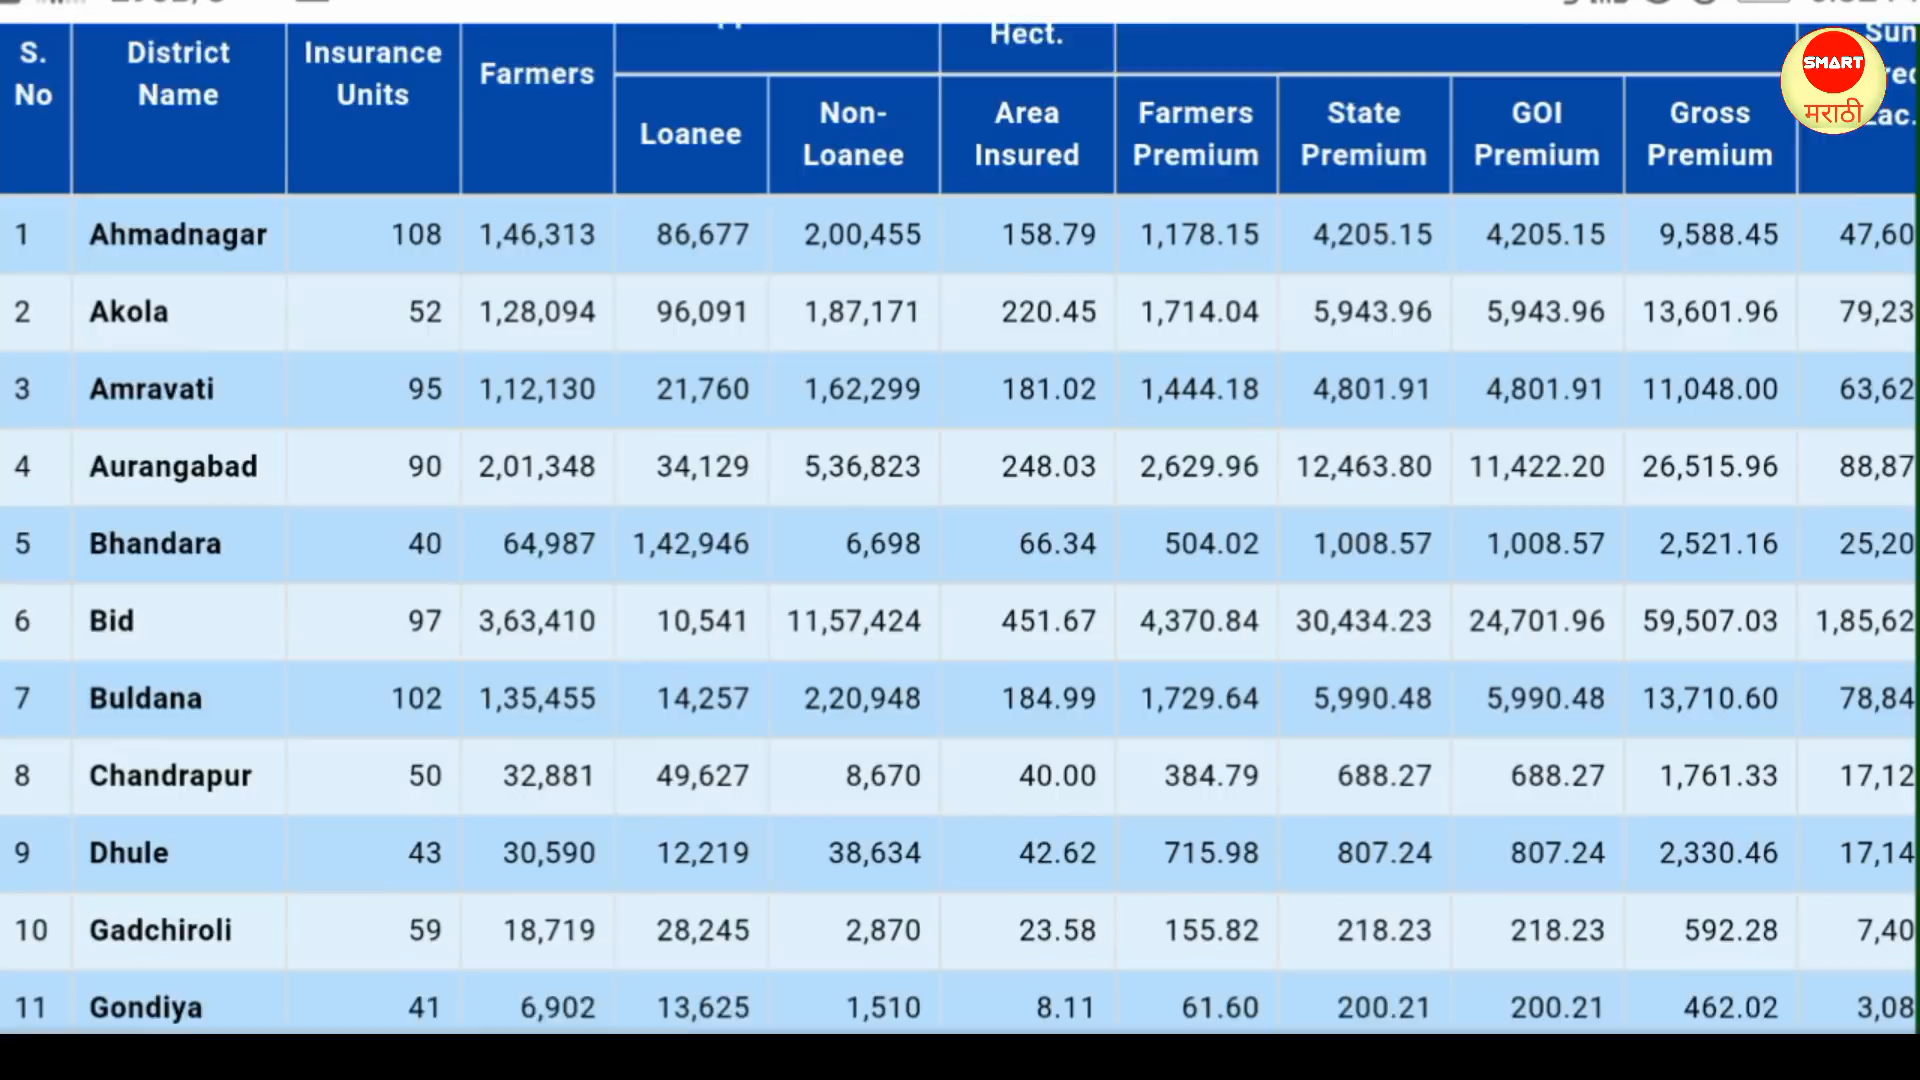 Hect.
S. No District Name Insurance Units Farmers Loanee Non-Loanee Area Insured Farmers Premium State Premium GOI Premium Gross Premium
SMART
मराठी
1 Ahmadnagar 108 1,46,313 86,677 2,00,455 158.79 1,178.15 4,205.15 4,205.15 9,588.45 47,60
2 Akola 52 1,28,094 96,091 1,87,171 220.45 1,714.04 5,943.96 5,943.96 13,601.96 79,23
3 Amravati 95 1,12,130 21,760 1,62,299 181.02 1,444.18 4,801.91 4,801.91 11,048.00 63,62
4 Aurangabad 90 2,01,348 34,129 5,36,823 248.03 2,629.96 12,463.80 11,422.20 26,515.96 88,87
5 Bhandara 40 64,987 1,42,946 6,698 66.34 504.02 1,008.57 1,008.57 2,521.16 25,20
6 Bid 97 3,63,410 10,541 11,57,424 451.67 4,370.84 30,434.23 24,701.96 59,507.03 1,85,62
7 Buldana 102 1,35,455 14,257 2,20,948 184.99 1,729.64 5,990.48 5,990.48 13,710.60 78,84
8 Chandrapur 50 32,881 49,627 8,670 40.00 384.79 688.27 688.27 1,761.33 17,12
9 Dhule 43 30,590 12,219 38,634 42.62 715.98 807.24 807.24 2,330.46 17,14
10 Gadchiroli 59 18,719 28,245 2,870 23.58 155.82 218.23 218.23 592.28 7,40
11 Gondiya 41 6,902 13,625 1,510 8.11 61.60 200.21 200.21 462.02 3,08